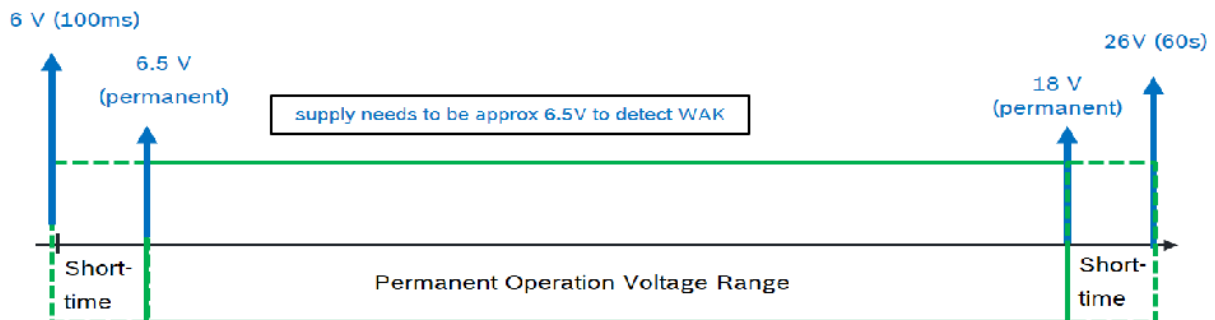 6 V (100ms)
26V (60s)
6.5 V
(permanent)
18 V
(permanent)
supply needs to be approx 6.5V to detect WAK
Short-
time
Permanent Operation Voltage Range
Short-
time